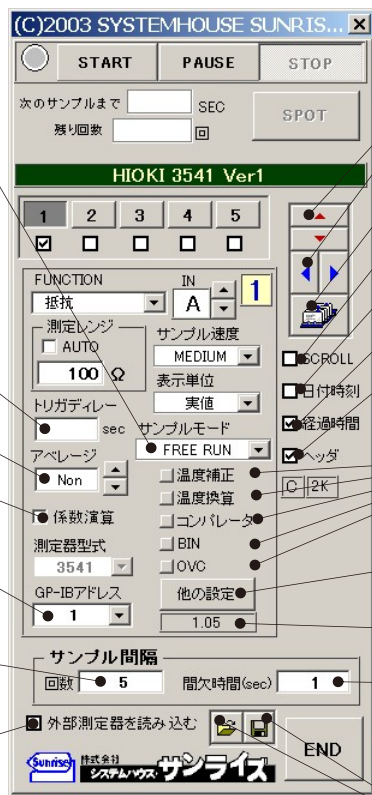 (C)2003 SYSTEMHOUSE SUNRIS...
START PAUSE STOP
次のサンプルまで SEC
残り回数 回
SPOT
HIOKI 3541 Ver1
1 2 3 4 5
FUNCTION IN
抵抗 A 1
測定レンジ
AUTO
100 Ω
サンプル速度
MEDIUM
表示単位
実値
トリガディレー
sec
サンプルモード
FREE RUN
アベレージ
Non
係数演算
測定器型式
3541
GP-IBアドレス
1
温度補正
温度換算
コンパレータ
BIN
OVC
他の設定
1.05
SCROLL
日付時刻
経過時間
ヘッダ
C 2K
サンプル間隔
回数 5 間欠時間(sec) 1
外部測定器を読み込む
END
Sunrise 株式会社
システムハウス サンライズ